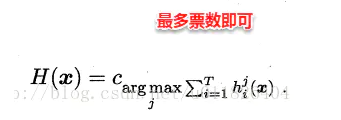 最多票数即可
H(x) = c_{arg max_j ∑_{i=1}^{T} h_i^j(x)} .